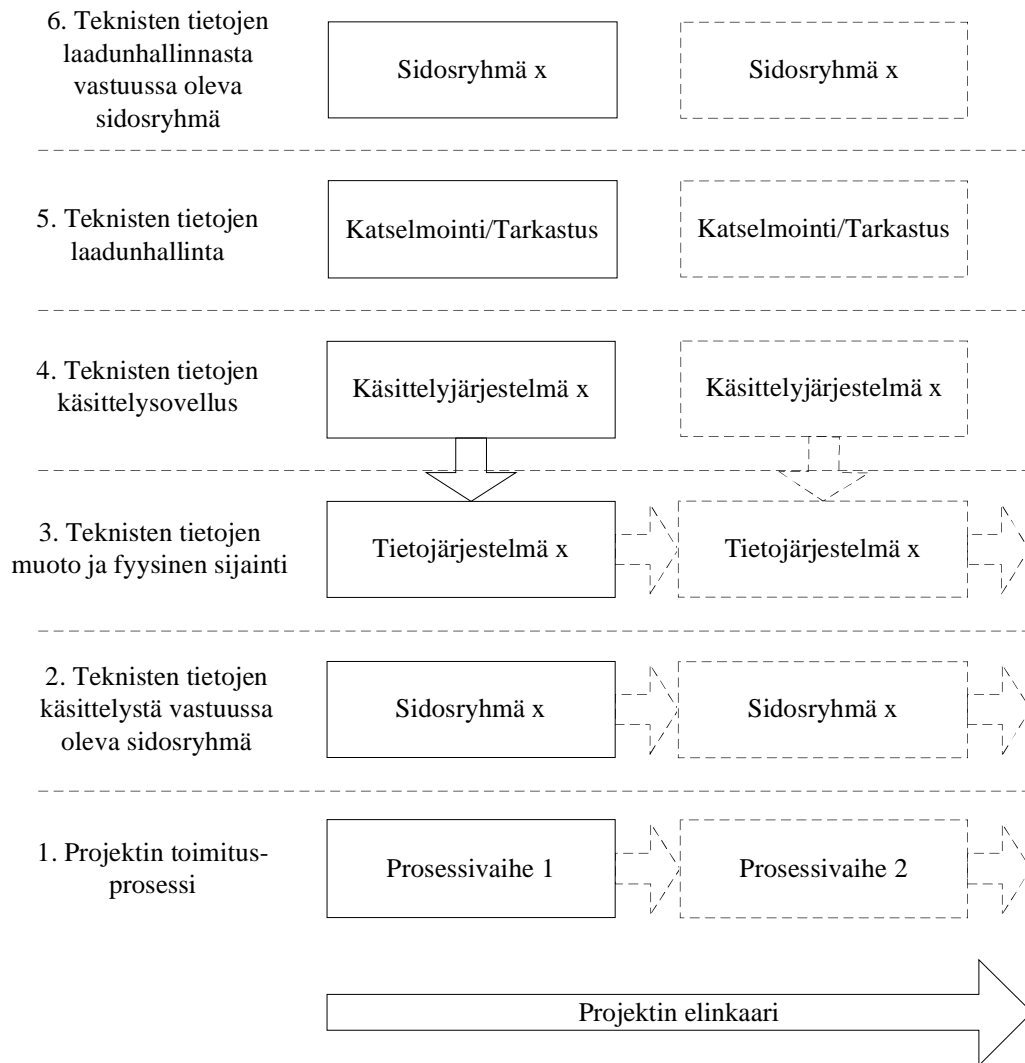 6. Teknisten tietojen
laadunhallinnasta
vastuussa oleva
sidosryhmä
Sidosryhmä x
Sidosryhmä x
5. Teknisten tietojen
laadunhallinta
Katselmointi/Tarkastus
Katselmointi/Tarkastus
4. Teknisten tietojen
käsittelysovellus
Käsittelyjärjestelmä x
Käsittelyjärjestelmä x
3. Teknisten tietojen
muoto ja fyysinen sijainti
Tietojärjestelmä x
Tietojärjestelmä x
2. Teknisten tietojen
käsittelystä vastuussa
oleva sidosryhmä
Sidosryhmä x
Sidosryhmä x
1. Projektin toimitus-
prosessi
Prosessivaihe 1
Prosessivaihe 2
Projektin elinkaari